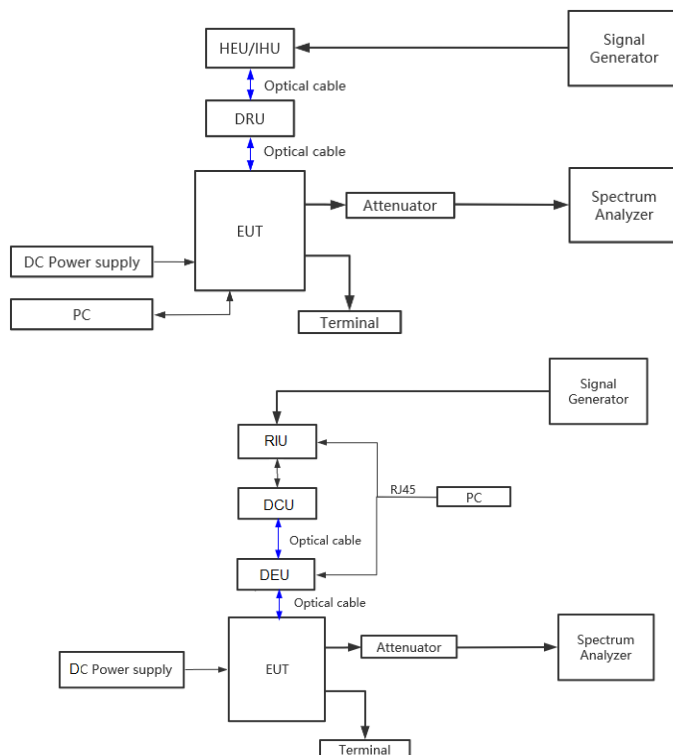 Signal
Generator
HEU/IHU
Optical cable
DRU
Optical cable
EUT
Attenuator
Spectrum
Analyzer
DC Power supply
PC
Terminal
Signal
Generator
RIU
RJ45
PC
DCU
Optical cable
DEU
Optical cable
EUT
Attenuator
Spectrum
Analyzer
DC Power supply
Terminal